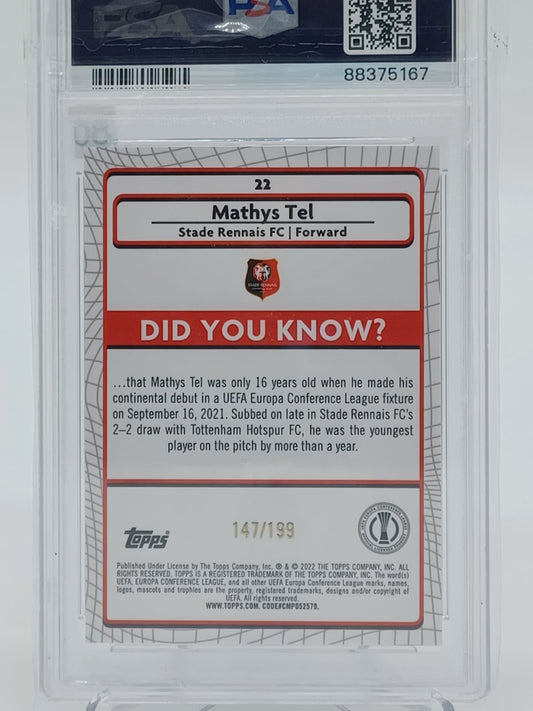 PSA
88375167
22
Mathys Tel
Stade Rennais FC | Forward
STADE RENNAIS
DID YOU KNOW?
...that Mathys Tel was only 16 years old when he made his
continental debut in a UEFA Europa Conference League fixture
on September 16, 2021. Subbed on late in Stade Rennais FC's
2–2 draw with Tottenham Hotspur FC, he was the youngest
player on the pitch by more than a year.
Topps
147/199
Published Under License by The Topps Company, Inc. ® & © 2022 THE TOPPS COMPANY, INC. ALL
RIGHTS RESERVED. TOPPS IS A REGISTERED TRADEMARK OF THE TOPPS COMPANY, INC. The word(s)
UEFA, EUROPA CONFERENCE LEAGUE, and all other UEFA Europa Conference League marks, names,
logos, mascots and trophies are the property, registered trademarks, designs and/or copyright of
UEFA. All rights reserved.
WWW.TOPPS.COM. CODE#CMP052579.